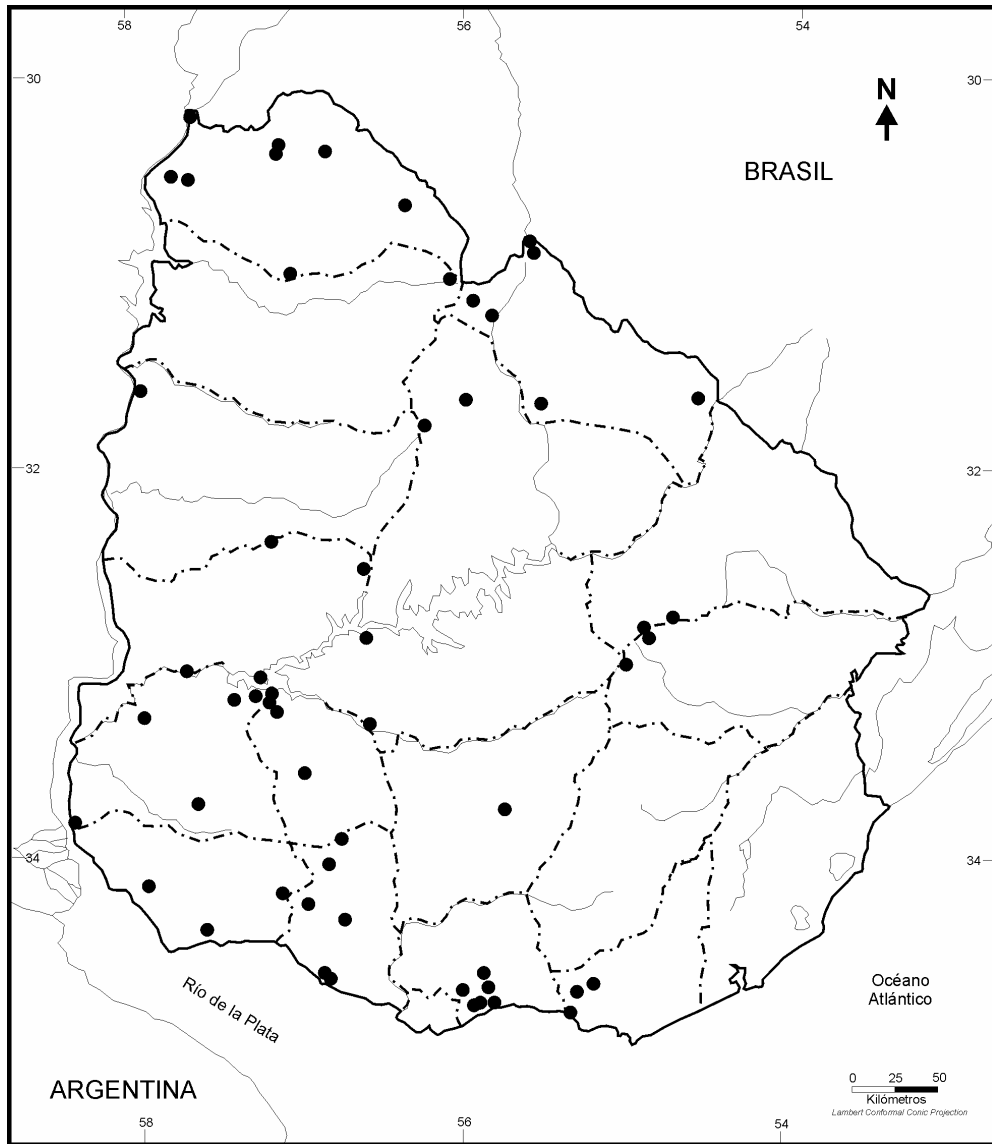 58 56 54
30 30
N
BRASIL
32 32
34 34
Océano
Atlántico
Río de la Plata
0 25 50
Kilómetros
ARGENTINA
Lambert Conformal Conic Projection
58 56 54